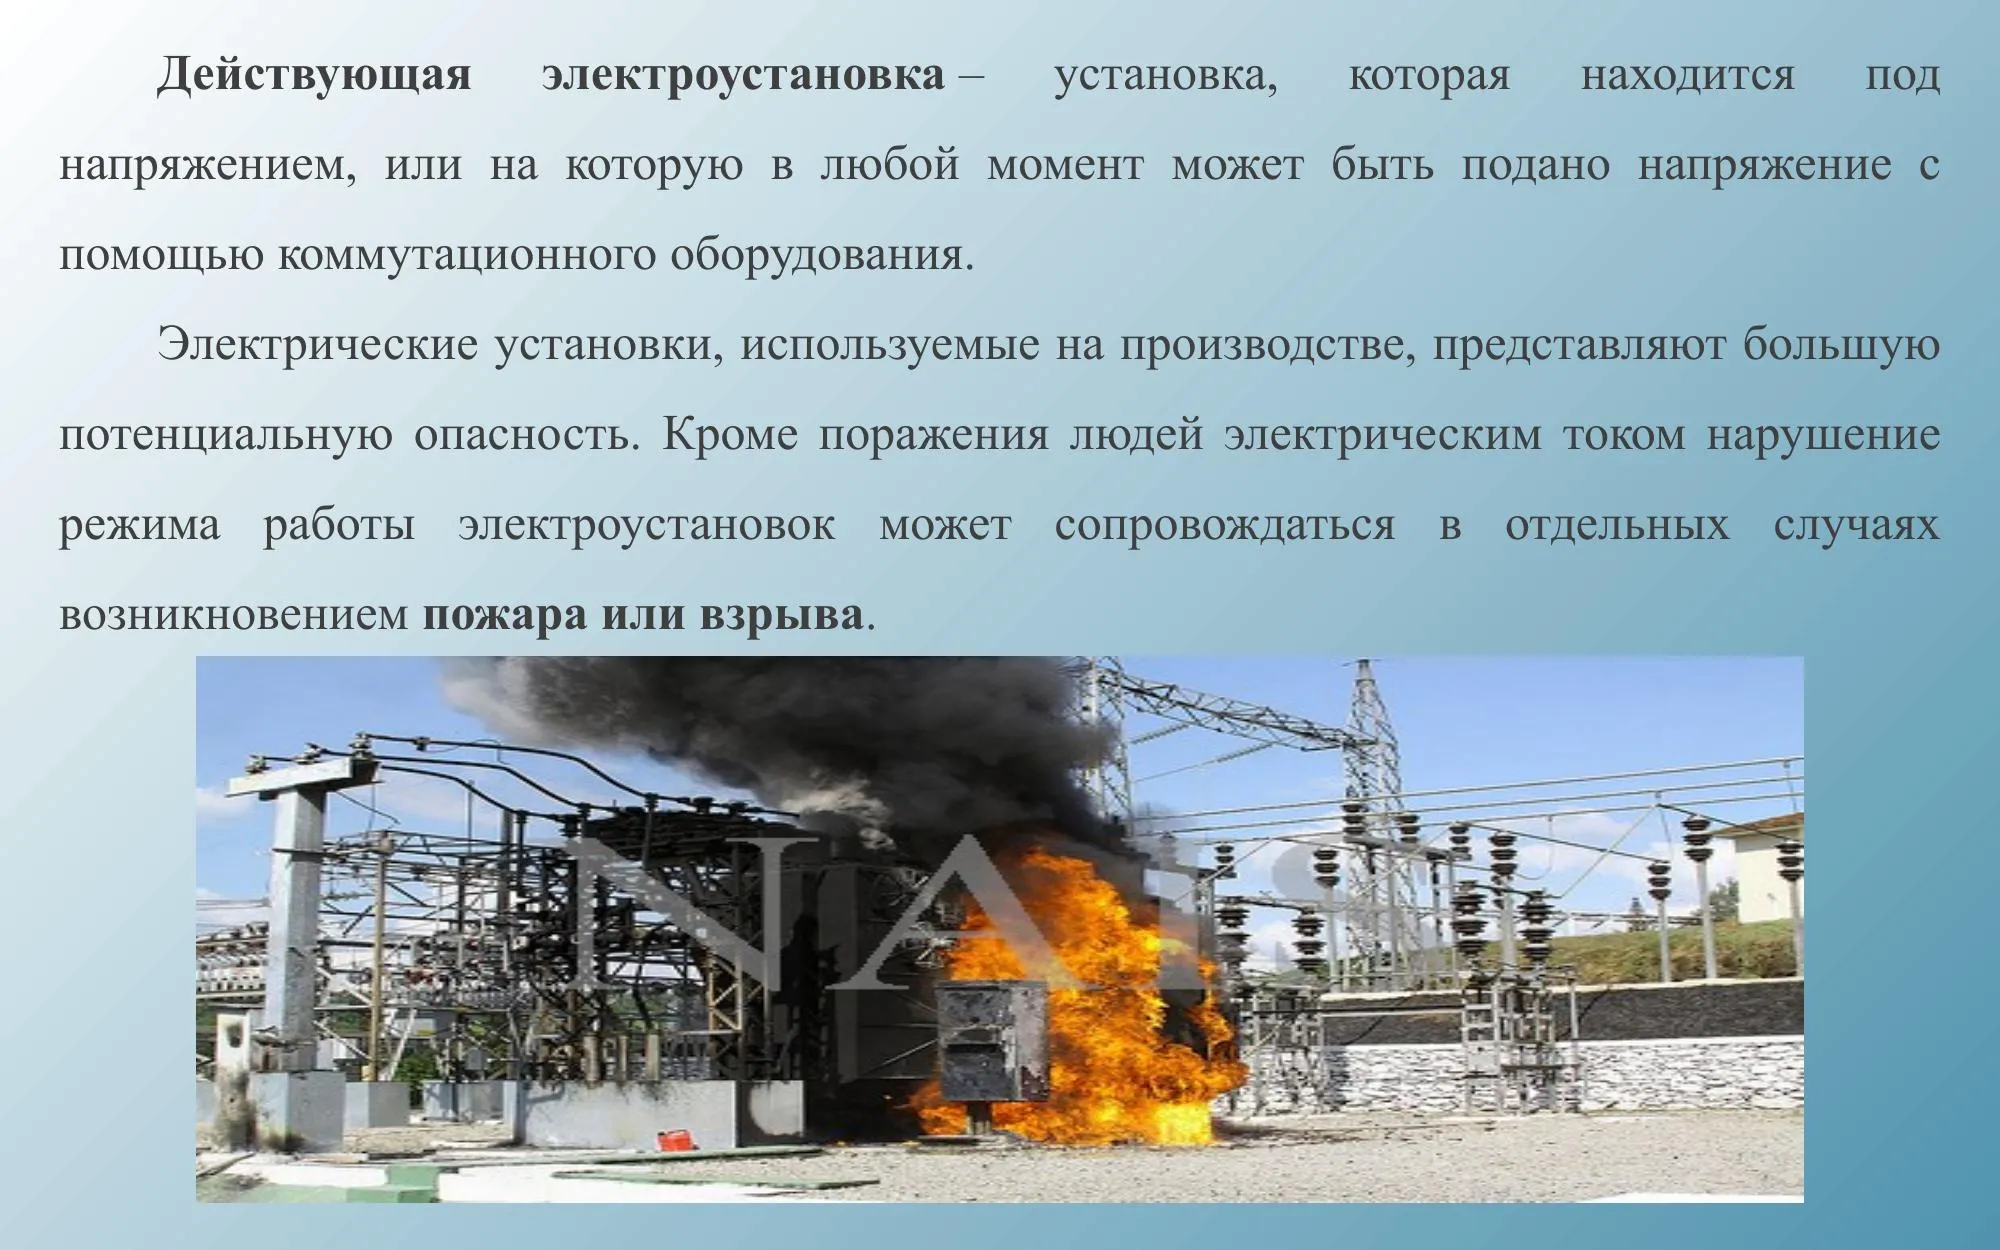 Действующая электроустановка – установка, которая находится под
напряжением, или на которую в любой момент может быть подано напряжение с
помощью коммутационного оборудования.
Электрические установки, используемые на производстве, представляют большую
потенциальную опасность. Кроме поражения людей электрическим током нарушение
режима работы электроустановок может сопровождаться в отдельных случаях
возникновением пожара или взрыва.